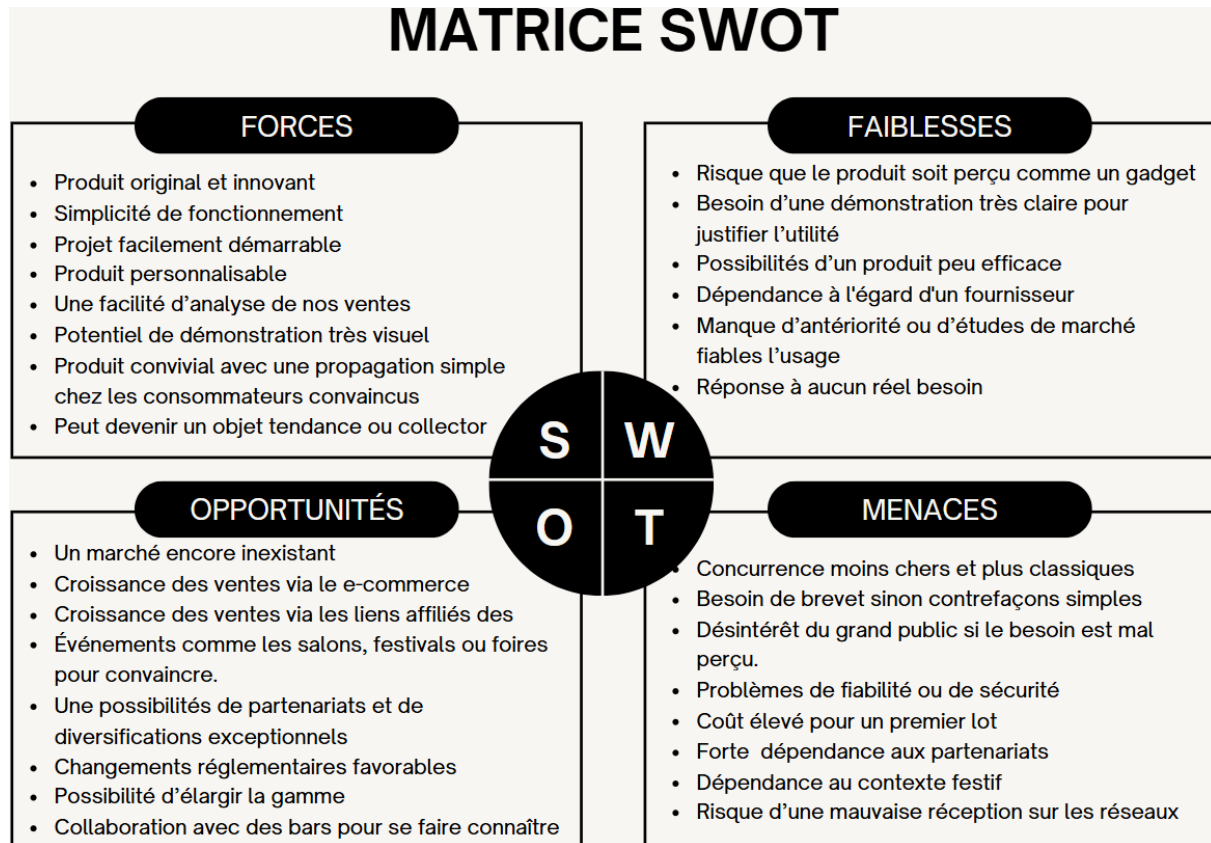 MATRICE SWOT
FORCES
• Produit original et innovant
• Simplicité de fonctionnement
• Projet facilement démarrable
• Produit personnalisable
• Une facilité d’analyse de nos ventes
• Potentiel de démonstration très visuel
• Produit convivial avec une propagation simple
chez les consommateurs convaincus
• Peut devenir un objet tendance ou collector
FAIBLESSES
• Risque que le produit soit perçu comme un gadget
• Besoin d’une démonstration très claire pour
justifier l’utilité
• Possibilités d’un produit peu efficace
• Dépendance à l'égard d'un fournisseur
• Manque d’antériorité ou d’études de marché
fiables l’usage
• Réponse à aucun réel besoin
S W
O T
OPPORTUNITÉS
• Un marché encore inexistant
• Croissance des ventes via le e-commerce
• Croissance des ventes via les liens affiliés des
• Événements comme les salons, festivals ou foires
pour convaincre.
• Une possibilités de partenariats et de
diversifications exceptionnels
• Changements réglementaires favorables
• Possibilité d’élargir la gamme
• Collaboration avec des bars pour se faire connaître
MENACES
• Concurrence moins chers et plus classiques
• Besoin de brevet sinon contrefaçons simples
• Désintérêt du grand public si le besoin est mal
perçu.
• Problèmes de fiabilité ou de sécurité
• Coût élevé pour un premier lot
• Forte dépendance aux partenariats
• Dépendance au contexte festif
• Risque d’une mauvaise réception sur les réseaux